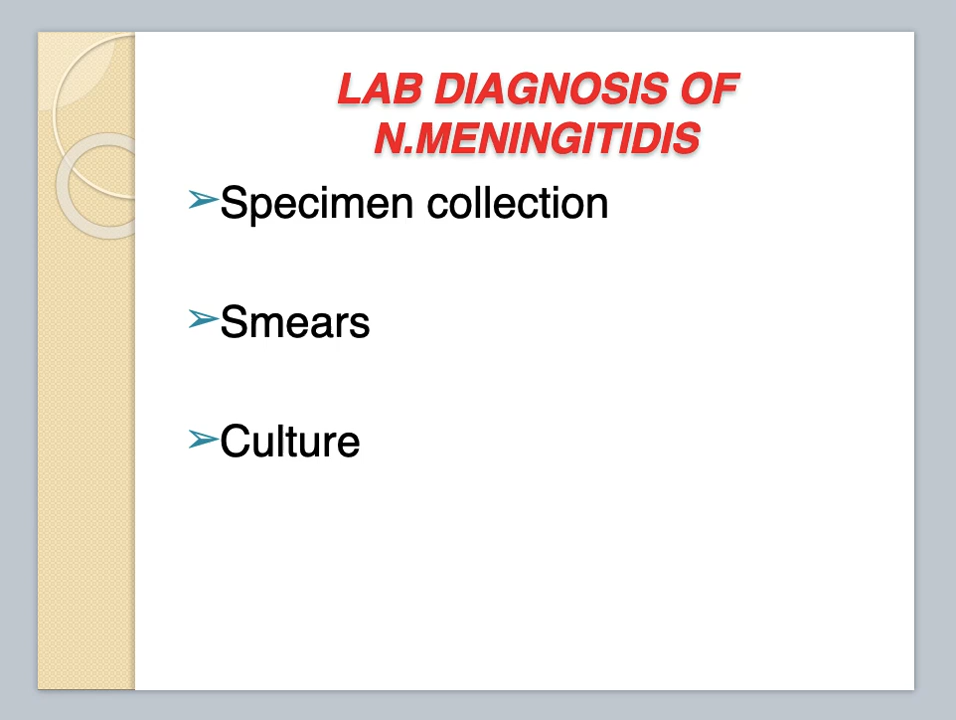 LAB DIAGNOSIS OF
N.MENINGITIDIS
➢Specimen collection
➢Smears
➢Culture